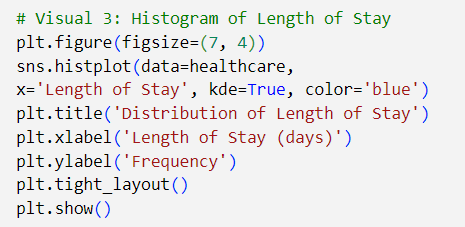 # Visual 3: Histogram of Length of Stay
plt.figure(figsize=(7, 4))
sns.histplot(data=healthcare,
x='Length of Stay', kde=True, color='blue')
plt.title('Distribution of Length of Stay')
plt.xlabel('Length of Stay (days)')
plt.ylabel('Frequency')
plt.tight_layout()
plt.show()